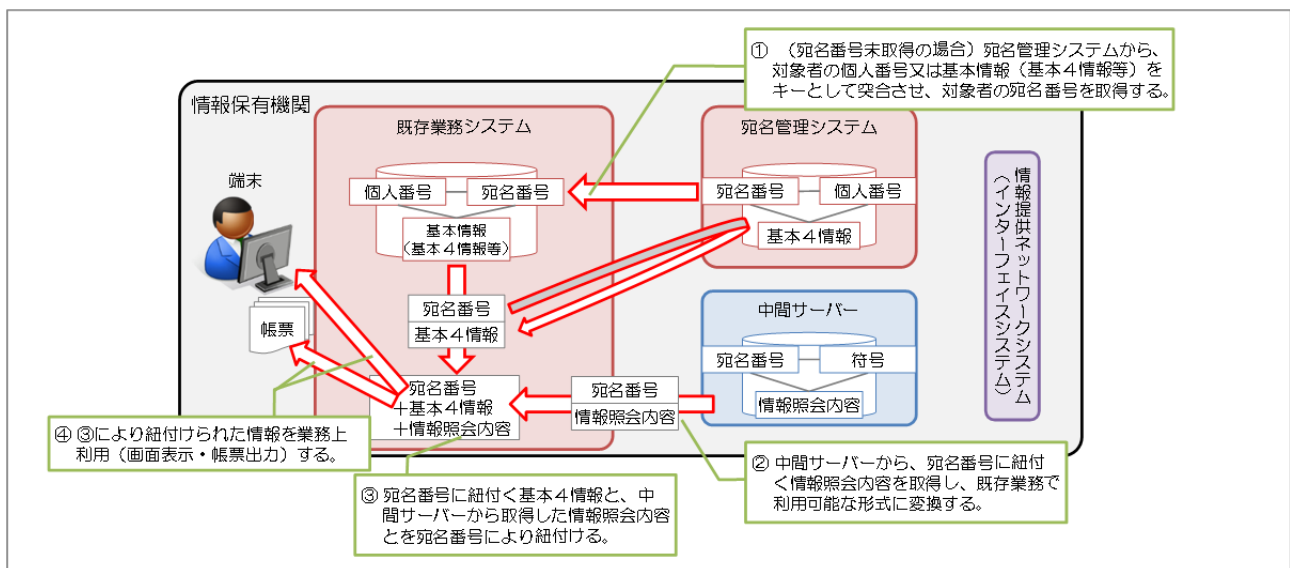 ① （宛名番号未取得の場合）宛名管理システムから、
対象者の個人番号又は基本情報（基本４情報等）を
キーとして突合させ、対象者の宛名番号を取得する。
情報保有機関
既存業務システム
宛名管理システム
端末
個人番号
宛名番号
基本情報
（基本４情報等）
宛名番号
個人番号
基本４情報
情報提供ネットワークシステム
（インターフェイスシステム）
宛名番号
基本４情報
中間サーバー
宛名番号
符号
情報照会内容
帳票
宛名番号
＋基本４情報
＋情報照会内容
宛名番号
情報照会内容
④ ③により紐付けられた情報を業務上
利用（画面表示・帳票出力）する。
② 中間サーバーから、宛名番号に紐付
く情報照会内容を取得し、既存業務で
利用可能な形式に変換する。
③ 宛名番号に紐付く基本４情報と、中
間サーバーから取得した情報照会内容
とを宛名番号により紐付ける。